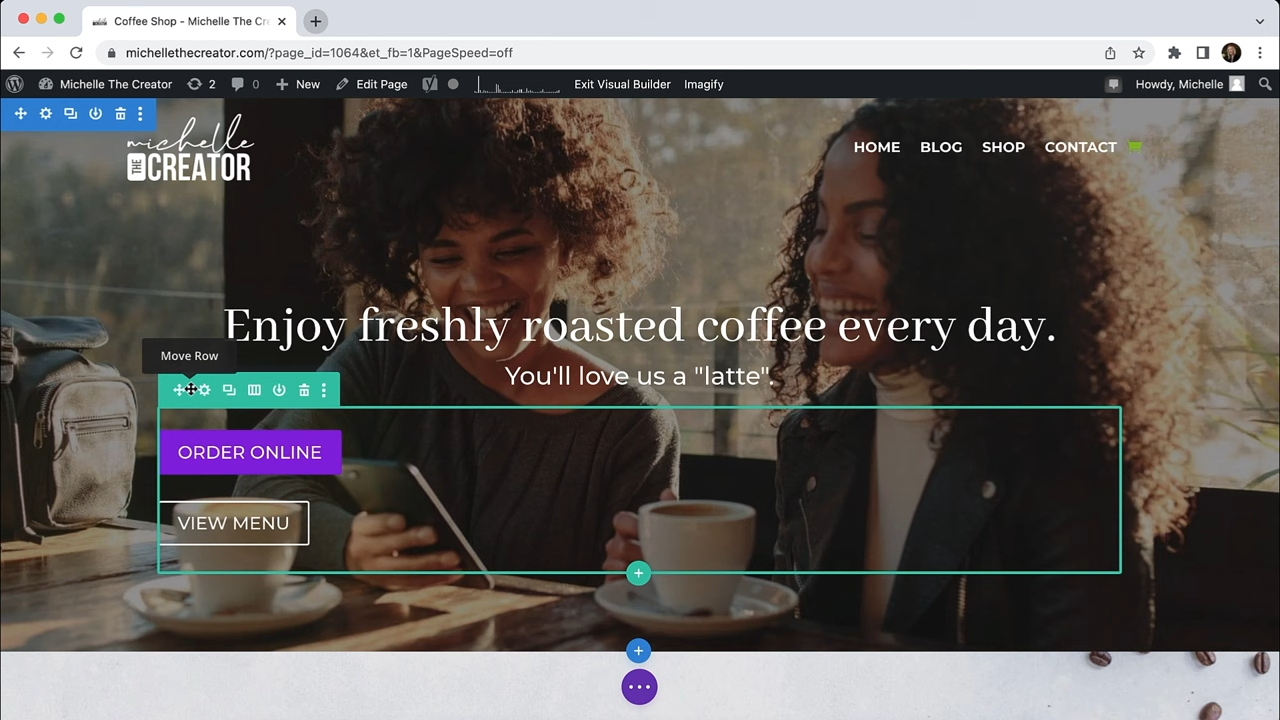 Coffee Shop - Michelle The Cr
michellethecreator.com/?page_id=1064&et_fb=1&PageSpeed=off
Michelle The Creator 2 0 New Edit Page Exit Visual Builder Imagify Howdy, Michelle
michelle
THE CREATOR
HOME BLOG SHOP CONTACT
Enjoy freshly roasted coffee every day.
Move Row
You'll love us a "latte".
ORDER ONLINE
VIEW MENU